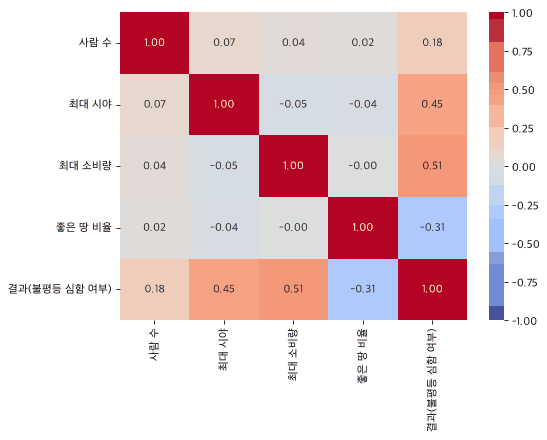 사람 수 1.00 0.07 0.04 0.02 0.18
최대 시야 0.07 1.00 -0.05 -0.04 0.45
최대 소비량 0.04 -0.05 1.00 -0.00 0.51
좋은 땅 비율 0.02 -0.04 -0.00 1.00 -0.31
결과(불평등 심함 여부) 0.18 0.45 0.51 -0.31 1.00
사람 수
최대 시야
최대 소비량
좋은 땅 비율
결과(불평등 심함 여부)
1.00
0.75
0.50
0.25
0.00
-0.25
-0.50
-0.75
-1.00